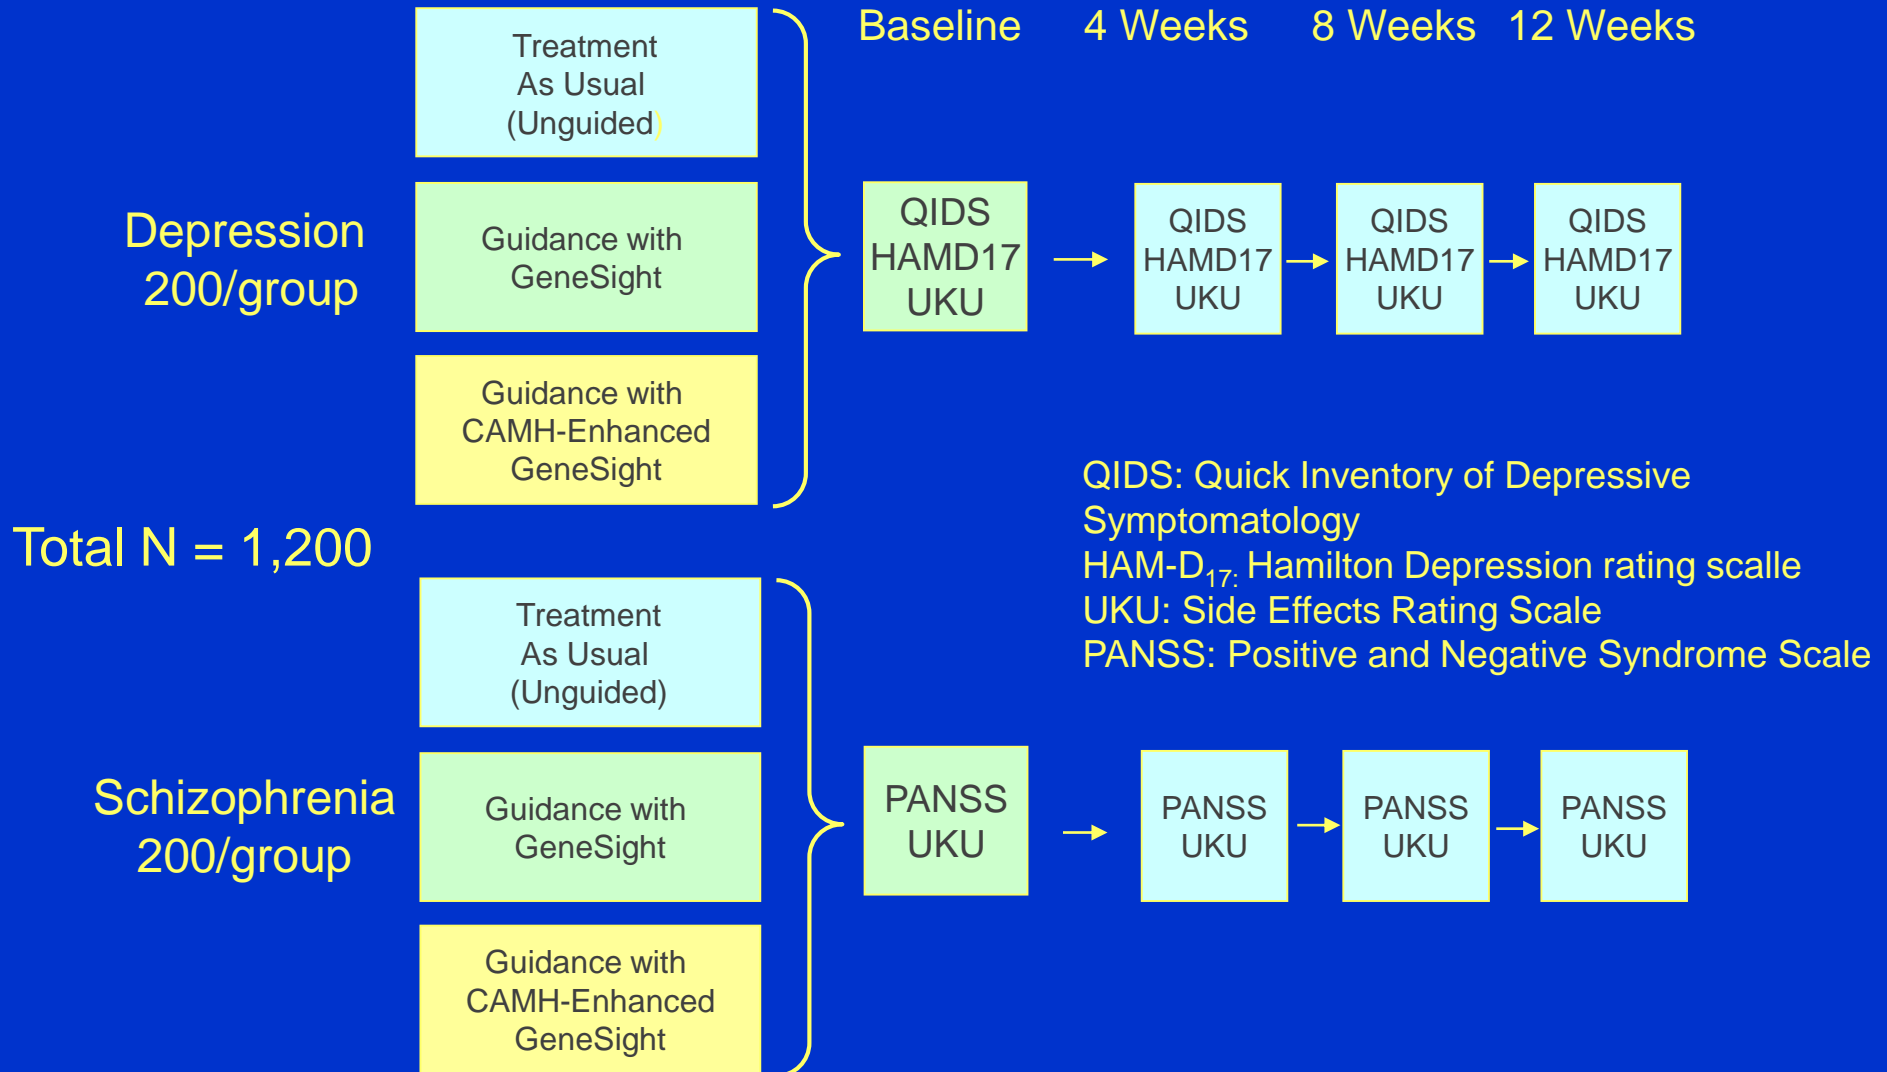 Baseline 4 Weeks 8 Weeks 12 Weeks
Treatment
As Usual
(Unguided)
Guidance with
GeneSight
Guidance with
CAMH-Enhanced
GeneSight
Depression
200/group
QIDS
HAMD17
UKU
QIDS
HAMD17
UKU
QIDS
HAMD17
UKU
QIDS
HAMD17
UKU
Total N = 1,200
QIDS: Quick Inventory of Depressive
Symptomatology
HAM-D17: Hamilton Depression rating scalle
UKU: Side Effects Rating Scale
PANSS: Positive and Negative Syndrome Scale
Treatment
As Usual
(Unguided)
Guidance with
GeneSight
Guidance with
CAMH-Enhanced
GeneSight
Schizophrenia
200/group
PANSS
UKU
PANSS
UKU
PANSS
UKU
PANSS
UKU